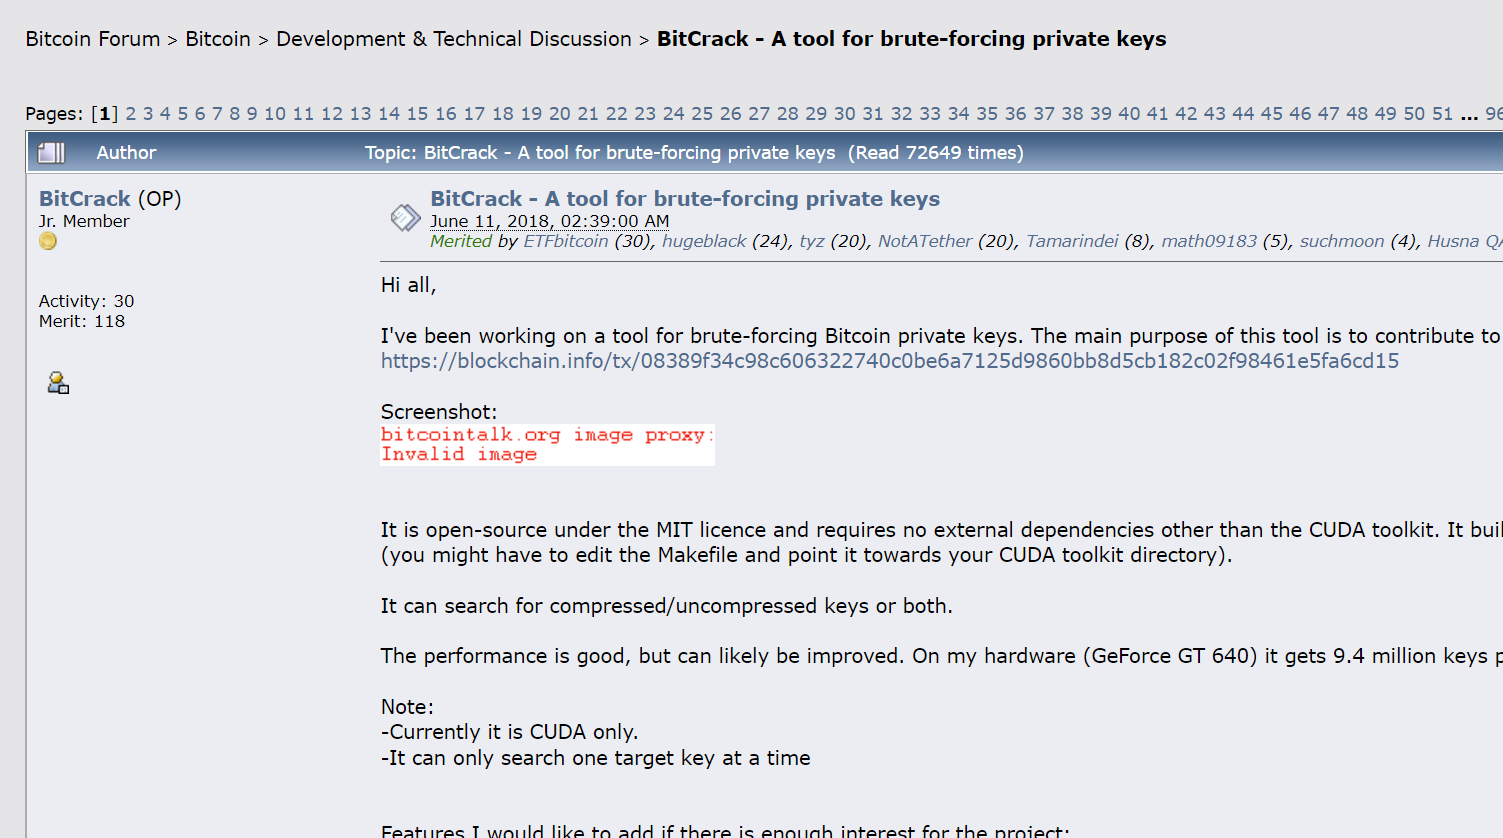 Bitcoin Forum > Bitcoin > Development & Technical Discussion > BitCrack - A tool for brute-forcing private keys
Pages: [1] 2 3 4 5 6 7 8 9 10 11 12 13 14 15 16 17 18 19 20 21 22 23 24 25 26 27 28 29 30 31 32 33 34 35 36 37 38 39 40 41 42 43 44 45 46 47 48 49 50 51 ... 96
Author Topic: BitCrack - A tool for brute-forcing private keys (Read 72649 times)
BitCrack (OP)
Jr. Member
Activity: 30
Merit: 118
BitCrack - A tool for brute-forcing private keys
June 11, 2018, 02:39:00 AM
Merited by ETFbitcoin (30), hugeblack (24), tyz (20), NotATether (20), Tamarindei (8), math09183 (5), suchmoon (4), Husna
Hi all,
I've been working on a tool for brute-forcing Bitcoin private keys. The main purpose of this tool is to contribute to
https://blockchain.info/tx/08389f34c98c606322740c0be6a7125d9860bb8d5cb182c02f98461e5fa6cd15
Screenshot:
bitcointalk.org image proxy:
Invalid image
It is open-source under the MIT licence and requires no external dependencies other than the CUDA toolkit. It
(you might have to edit the Makefile and point it towards your CUDA toolkit directory).
It can search for compressed/uncompressed keys or both.
The performance is good, but can likely be improved. On my hardware (GeForce GT 640) it gets 9.4 million keys
Note:
-Currently it is CUDA only.
-It can only search one target key at a time
Features I would like to add if there is enough interest for the project: